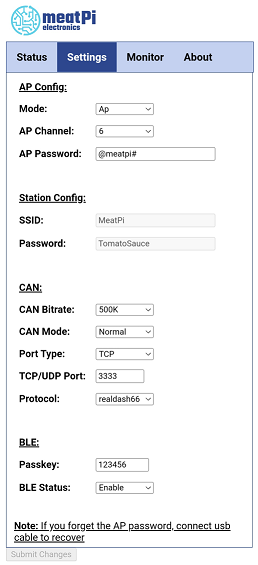 meatPi
electronics
Status Settings Monitor About
AP Config:
Mode: Ap
AP Channel: 6
AP Password: @meatpi#
Station Config:
SSID: MeatPi
Password: TomatoSauce
CAN:
CAN Bitrate: 500K
CAN Mode: Normal
Port Type: TCP
TCP/UDP Port: 3333
Protocol: realdash66
BLE:
Passkey: 123456
BLE Status: Enable
Note: If you forget the AP password, connect usb
cable to recover
Submit Changes